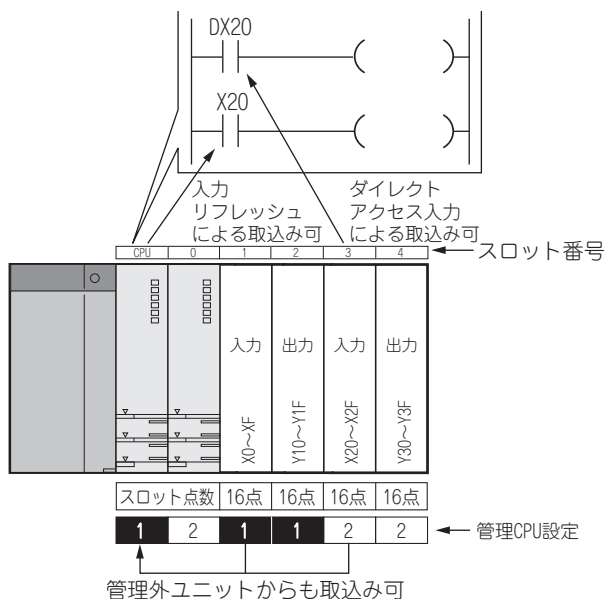 DX20
X20
入力
リフレッシュ
による取込み可
ダイレクト
アクセス入力
による取込み可
CPU 0 1 2 3 4 スロット番号
入力 出力 入力 出力
X0～XF Y10～Y1F X20～X2F Y30～Y3F
スロット点数 16点 16点 16点 16点
1 2 1 1 2 2 管理CPU設定
管理外ユニットからも取込み可